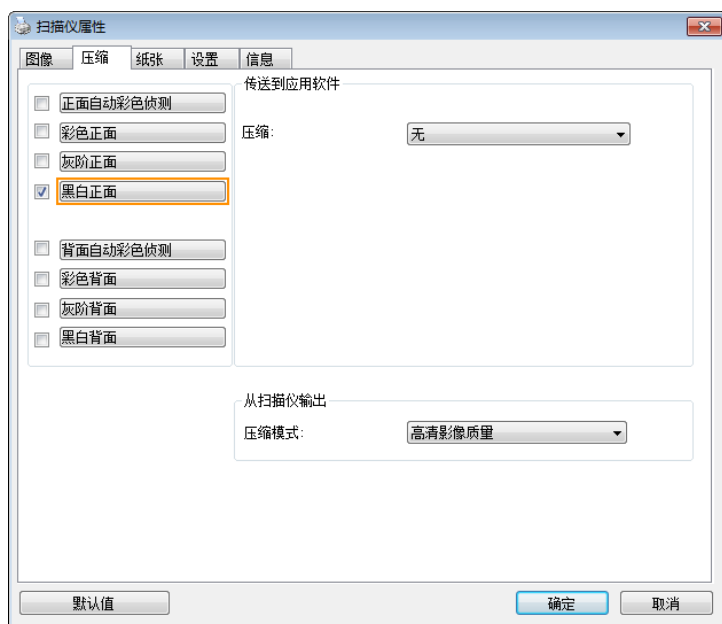 扫描仪属性
图像 压缩 纸张 设置 信息
正面自动彩色侦测
彩色正面
灰阶正面
黑白正面
背面自动彩色侦测
彩色背面
灰阶背面
黑白背面
传送到应用软件
压缩: 无
从扫描仪输出
压缩模式: 高清影像质量
默认值 确定 取消